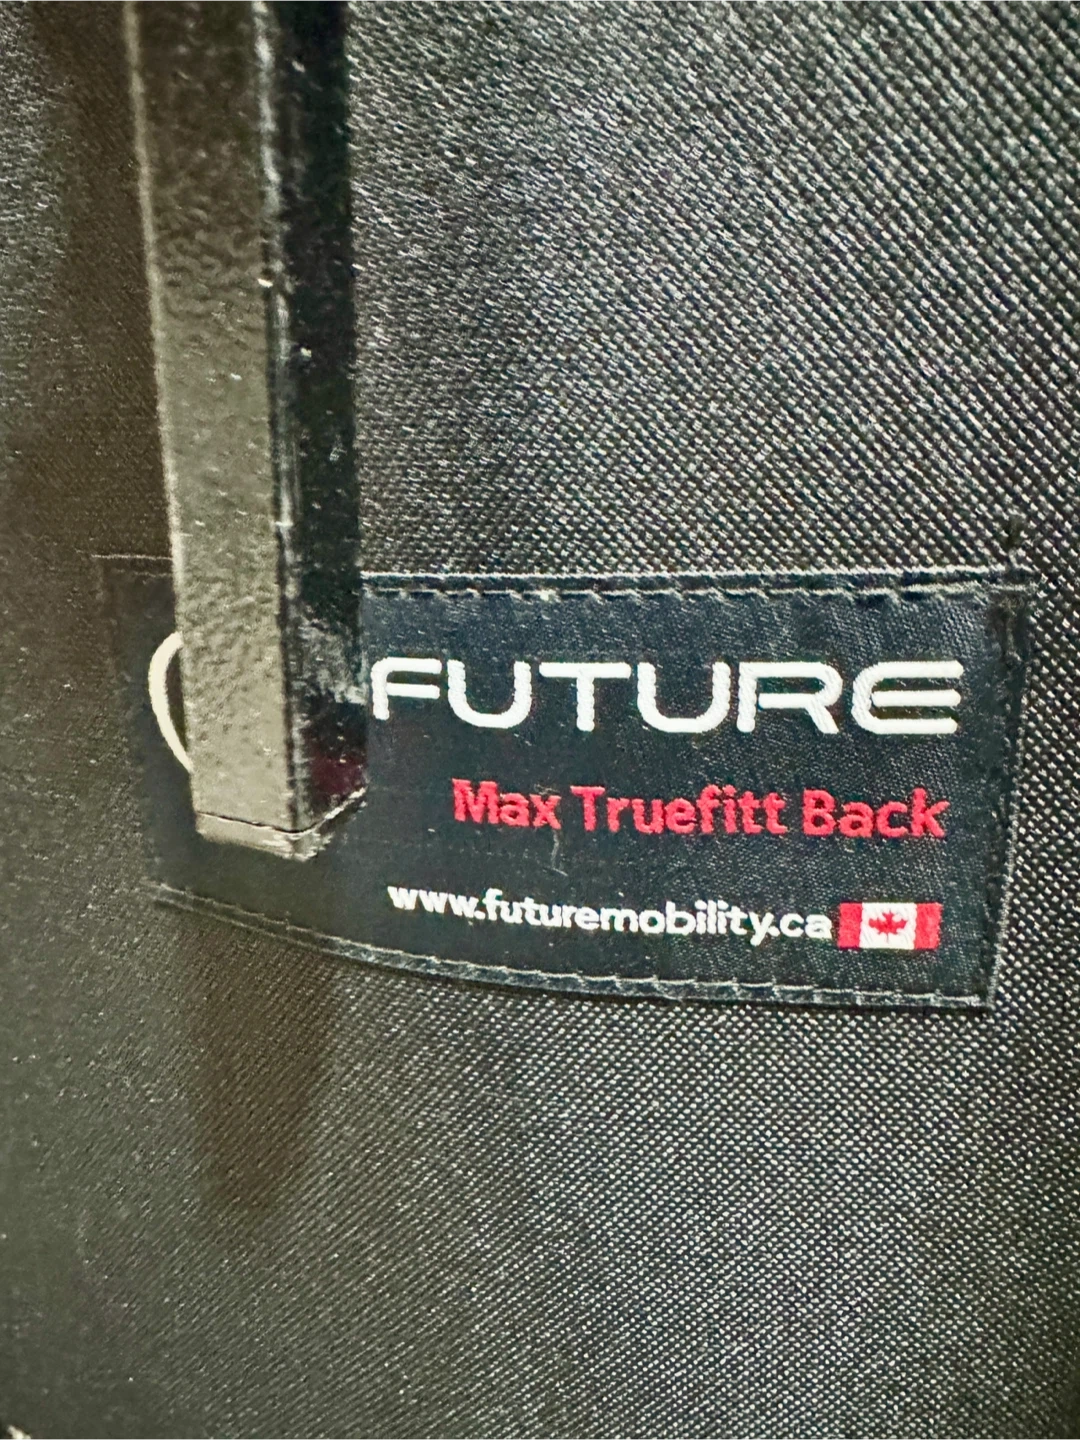 FUTURE
Max Truefitt Back
www.futuremobility.ca